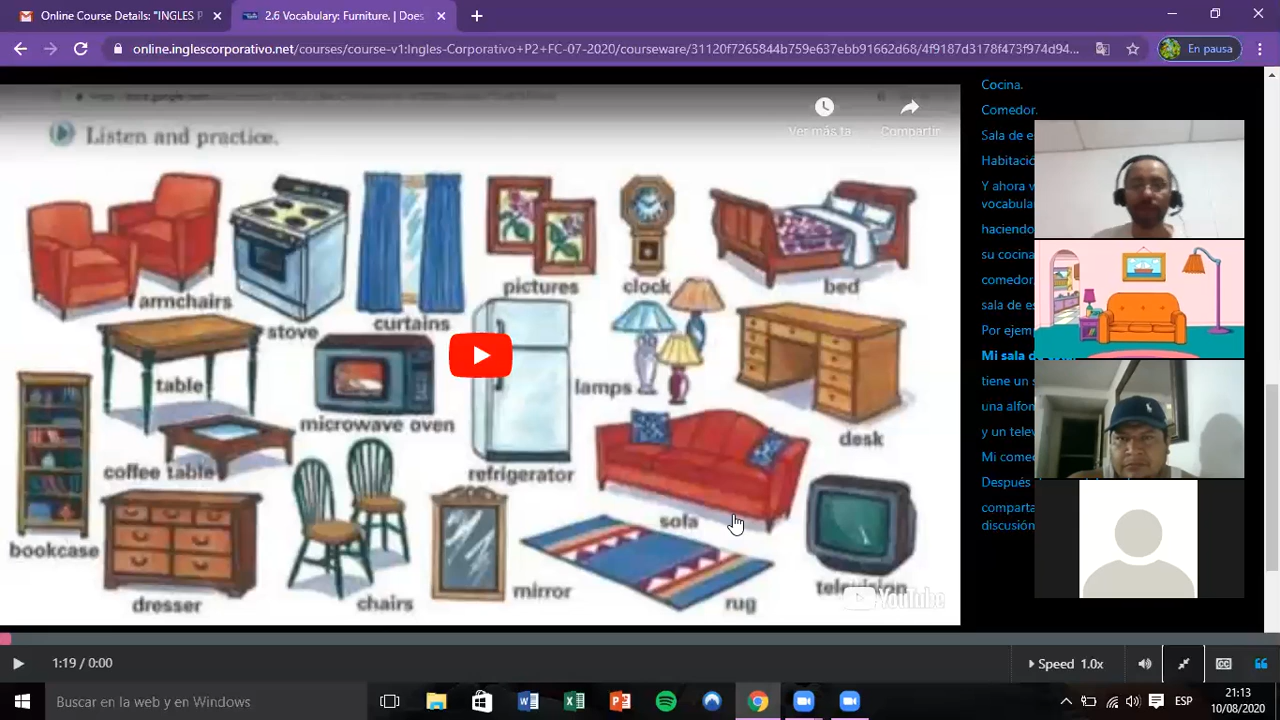 Online Course Details: "INGLES P
2.6 Vocabulary: Furniture. | Does
online.inglescorporativo.net/courses/course-v1:Ingles-Corporativo+P2+FC-07-2020/courseware/31120f7265844b759e637ebb91662d68/4f9187d3178f473f974d94...
En pausa
Listen and practice.
Ver más ta
Compartir
armchairs
stove
curtains
pictures
clock
bed
table
microwave oven
refrigerator
lamps
desk
coffee table
bookcase
dresser
chairs
mirror
sofa
rug
television
YouTube
Cocina.
Comedor.
Sala de e
Habitació
Y ahora v
vocabula
haciendo
su cocina
comedor
sala de es
Por ejemp
Mi sala de
tiene un s
una alfom
y un telev
Mi come
Después
comparta
discusión
1:19 / 0:00
Speed 1.0x
Buscar en la web y en Windows
ESP
21:13
10/08/2020